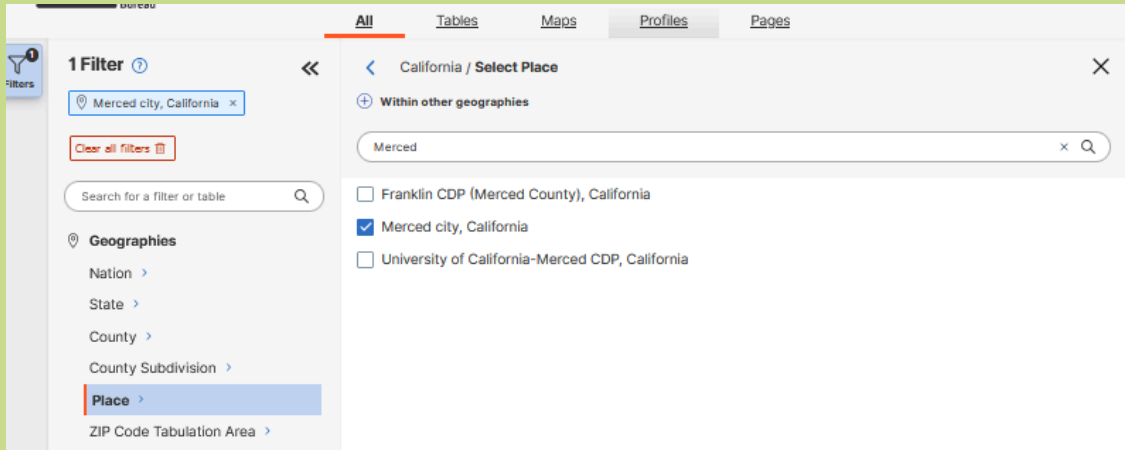 Bureau
All Tables Maps Profiles Pages
1
Filters
1 Filter
Merced city, California ×
Clear all filters
Search for a filter or table
Geographies
Nation
State
County
County Subdivision
Place
ZIP Code Tabulation Area
California / Select Place
Within other geographies
Merced
Franklin CDP (Merced County), California
Merced city, California
University of California-Merced CDP, California